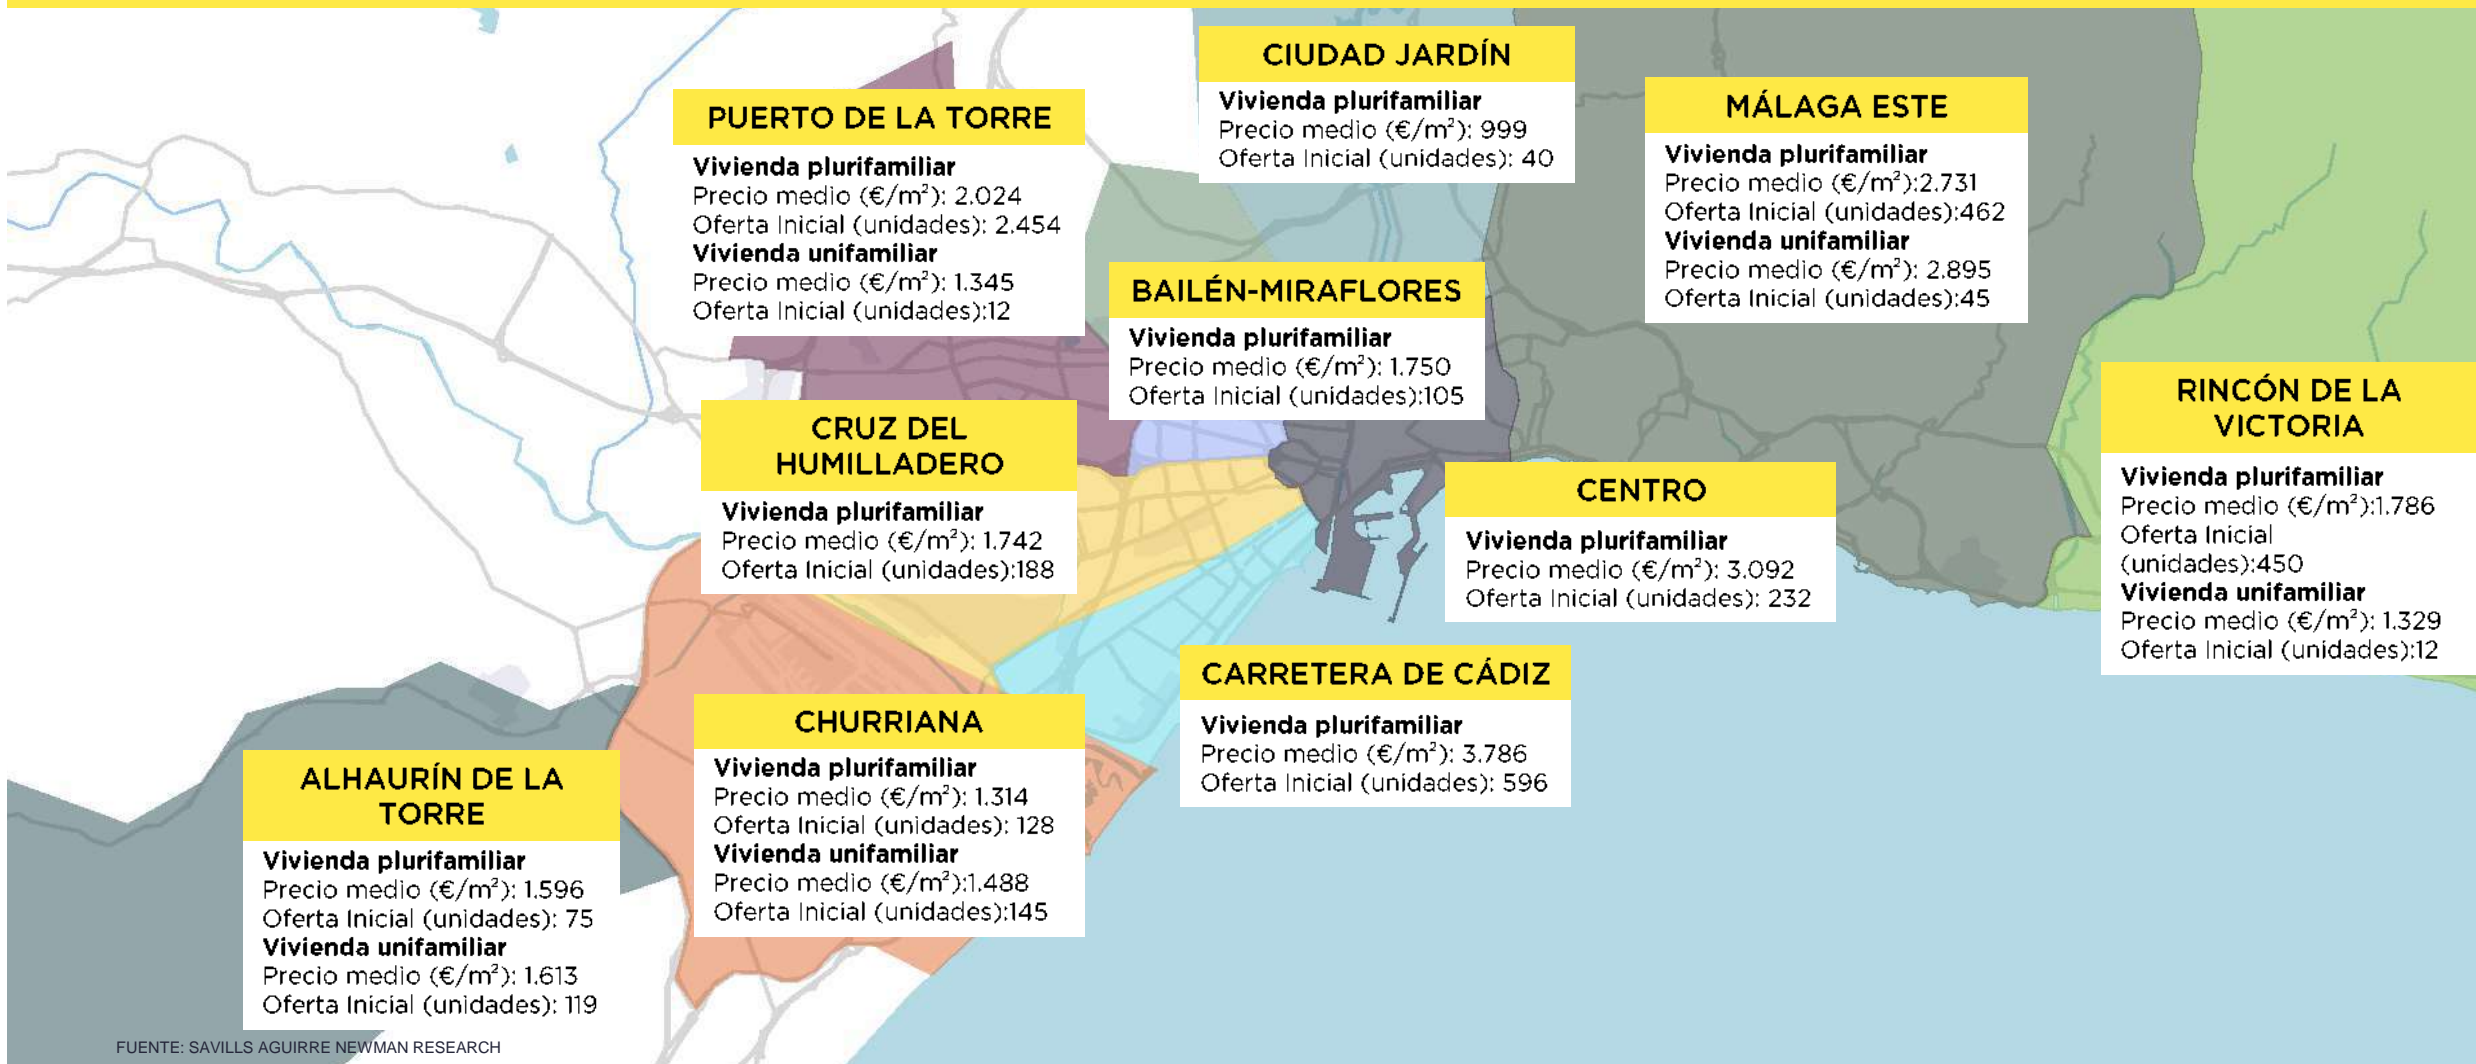 CIUDAD JARDÍN
Vivienda plurifamiliar
Precio medio (€/m²): 999
Oferta Inicial (unidades): 40
MÁLAGA ESTE
Vivienda plurifamiliar
Precio medio (€/m²):2.731
Oferta Inicial (unidades):462
Vivienda unifamiliar
Precio medio (€/m²): 2.895
Oferta Inicial (unidades):45
PUERTO DE LA TORRE
Vivienda plurifamiliar
Precio medio (€/m²): 2.024
Oferta Inicial (unidades): 2.454
Vivienda unifamiliar
Precio medio (€/m²): 1.345
Oferta Inicial (unidades):12
BAILÉN-MIRAFLORES
Vivienda plurifamiliar
Precio medio (€/m²): 1.750
Oferta Inicial (unidades):105
RINCÓN DE LA
VICTORIA
Vivienda plurifamiliar
Precio medio (€/m²):1.786
Oferta Inicial
(unidades):450
Vivienda unifamiliar
Precio medio (€/m²): 1.329
Oferta Inicial (unidades):12
CRUZ DEL
HUMILLADERO
Vivienda plurifamiliar
Precio medio (€/m²): 1.742
Oferta Inicial (unidades):188
CENTRO
Vivienda plurifamiliar
Precio medio (€/m²): 3.092
Oferta Inicial (unidades): 232
CARRETERA DE CÁDIZ
Vivienda plurifamiliar
Precio medio (€/m²): 3.786
Oferta Inicial (unidades): 596
CHURRIANA
Vivienda plurifamiliar
Precio medio (€/m²): 1.314
Oferta Inicial (unidades): 128
Vivienda unifamiliar
Precio medio (€/m²):1.488
Oferta Inicial (unidades):145
ALHAURÍN DE LA
TORRE
Vivienda plurifamiliar
Precio medio (€/m²): 1.596
Oferta Inicial (unidades): 75
Vivienda unifamiliar
Precio medio (€/m²): 1.613
Oferta Inicial (unidades): 119
FUENTE: SAVILLS AGUIRRE NEWMAN RESEARCH